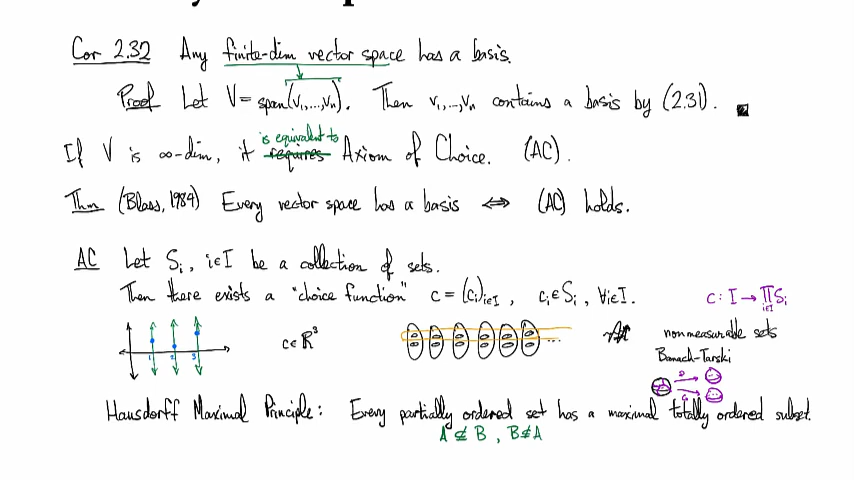 Cor 2.32 Any finite-dim vector space has a basis.
Proof Let V = span(v₁,...,vₙ). Then v₁,..,vₙ contains a basis by (2.31). ■
is equivalent to
If V is ∞-dim, it requires Axiom of Choice. (AC).
Thm (Blass, 1984) Every vector space has a basis ⇔ (AC) holds.
AC Let Sᵢ, i∈I be a collection of sets.
Then there exists a "choice function" c = (cᵢ)ᵢ∈I, cᵢ∈Sᵢ, ∀i∈I.
c: I → ∏ Sᵢ
i∈I
1 2 3
c∈ℝ³
...
nonmeasurable sets
Banach-Tarski
Hausdorff Maximal Principle: Every partially ordered set has a maximal totally ordered subset.
A ⊄ B, B ⊄ A